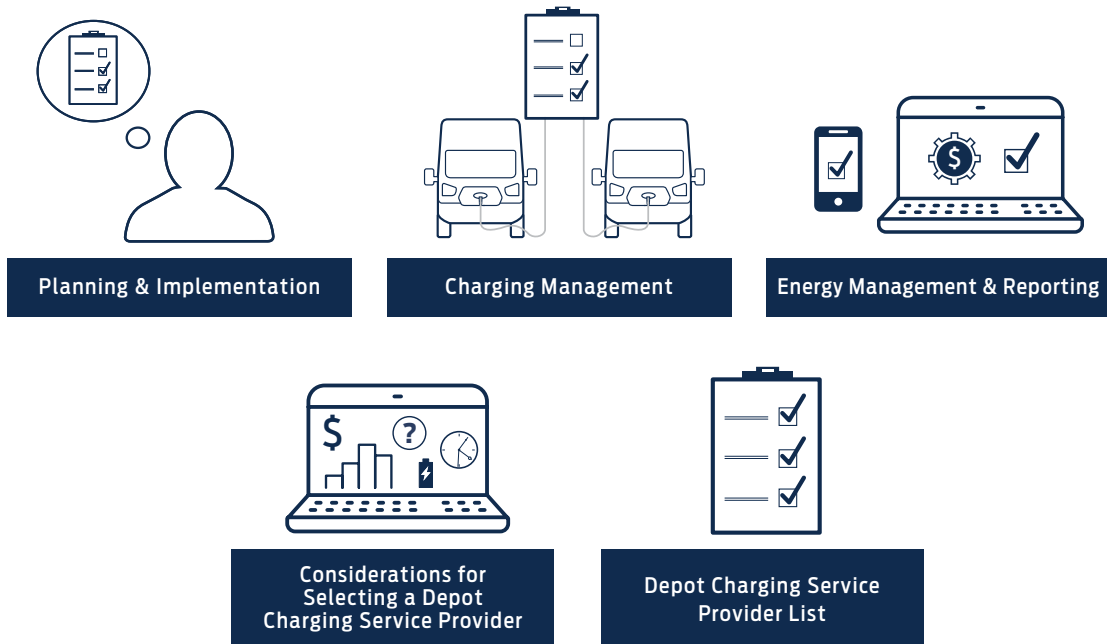 Planning & Implementation
Charging Management
$
Energy Management & Reporting
$
?
Considerations for
Selecting a Depot
Charging Service Provider
Depot Charging Service
Provider List